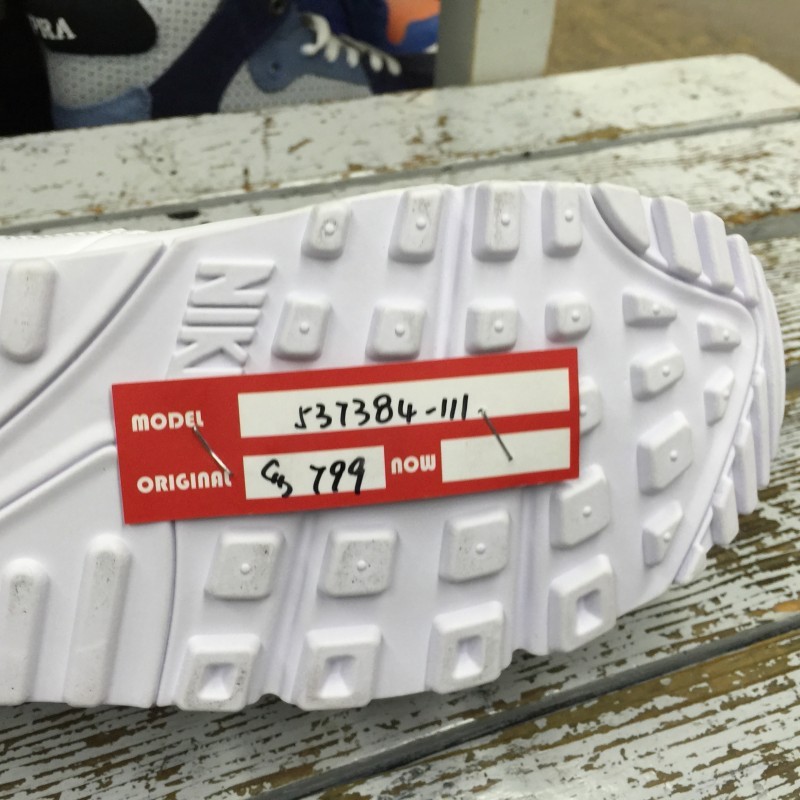 PRA
NIK
MODEL 537384-111
ORIGINAL 799 NOW